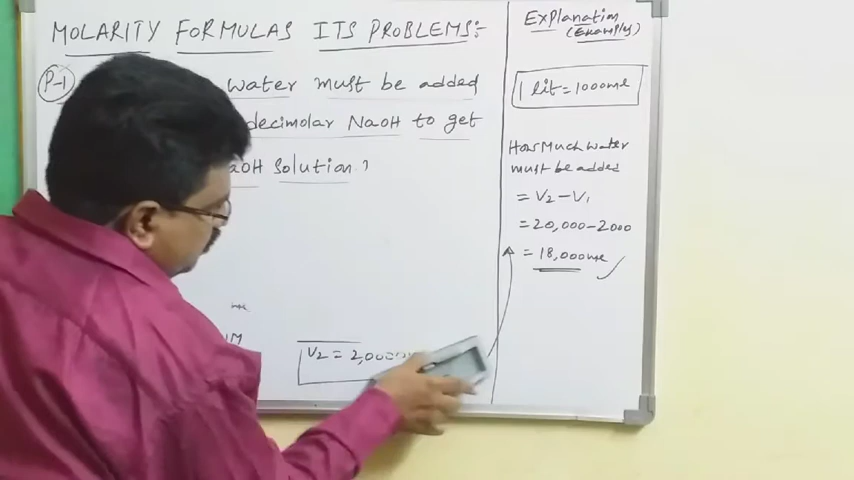 MOLARITY FORMULAS ITS PROBLEMS:-
P-1
water must be added
decimolar NaOH to get
aOH solution ?
V2 = 2,000
Explanation
(Example)
1 lit = 1000ml
How Much water
must be added
= V2 - V1
= 20,000 - 2000
= 18,000ml ✓